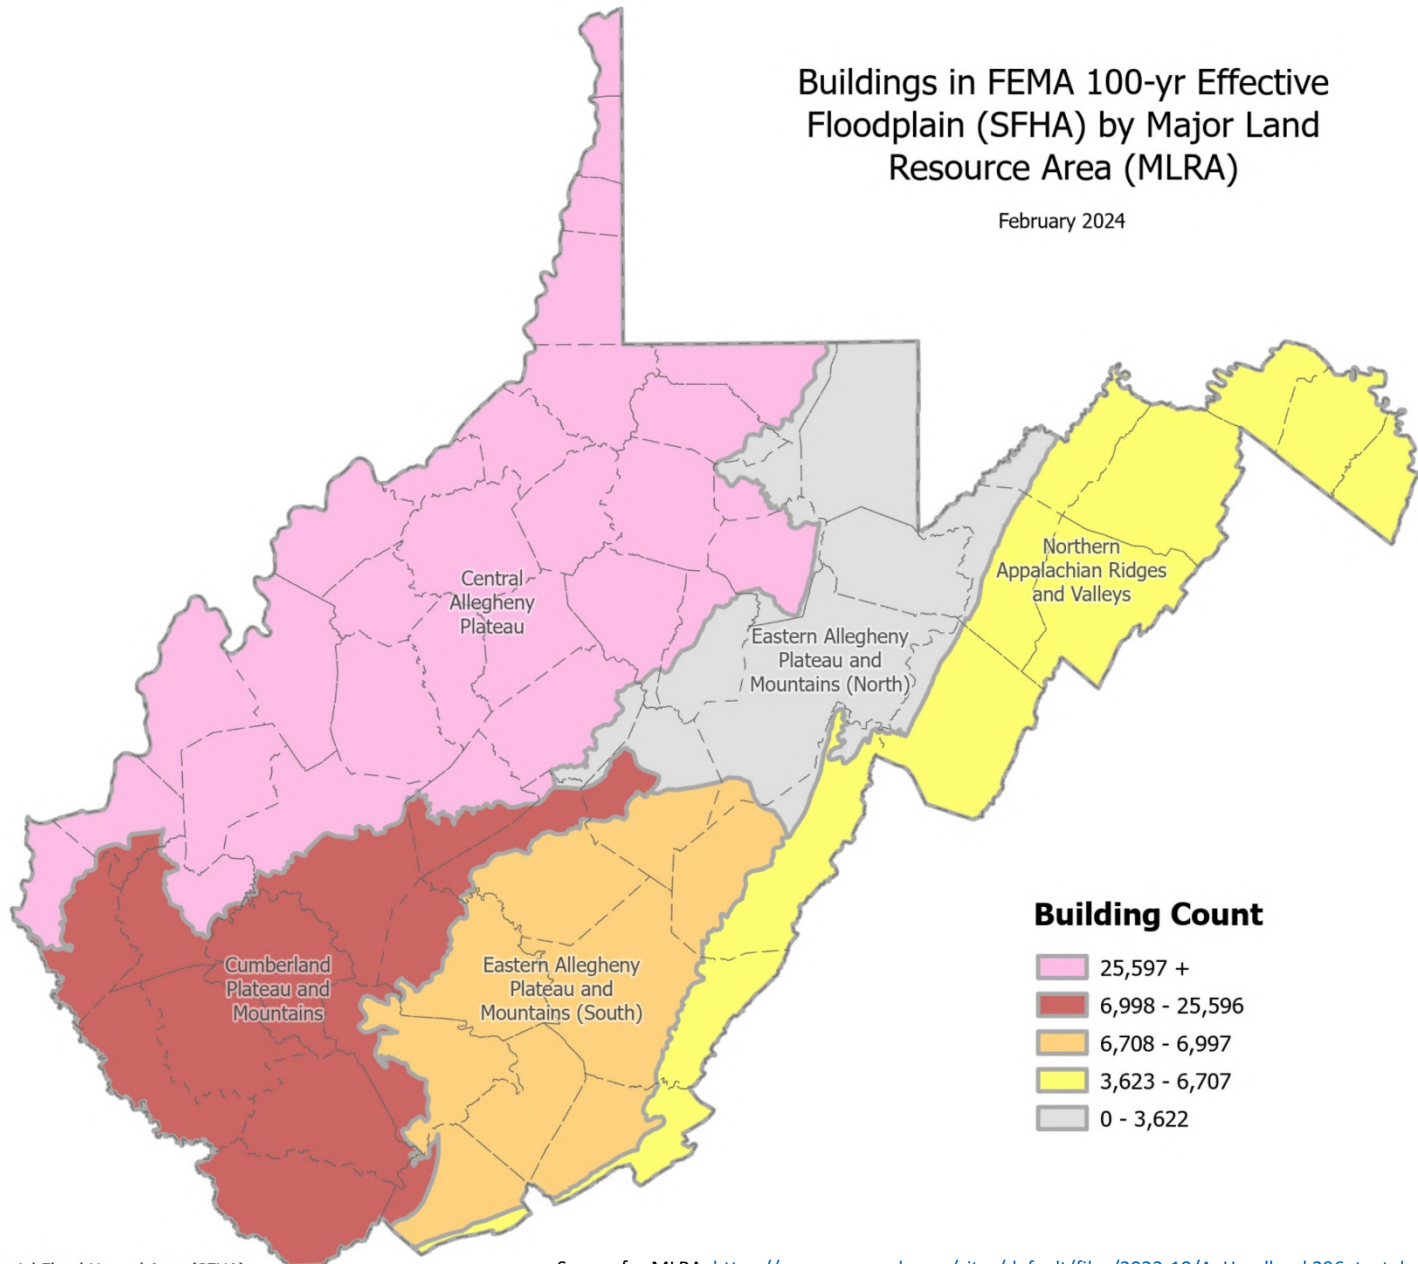 Buildings in FEMA 100-yr Effective
Floodplain (SFHA) by Major Land
Resource Area (MLRA)
February 2024
Northern
Appalachian Ridges
and Valleys
Central
Allegheny
Plateau
Eastern Allegheny
Plateau and
Mountains (North)
Cumberland
Plateau and
Mountains
Eastern Allegheny
Plateau and
Mountains (South)
Building Count
25,597 +
6,998 - 25,596
6,708 - 6,997
3,623 - 6,707
0 - 3,622